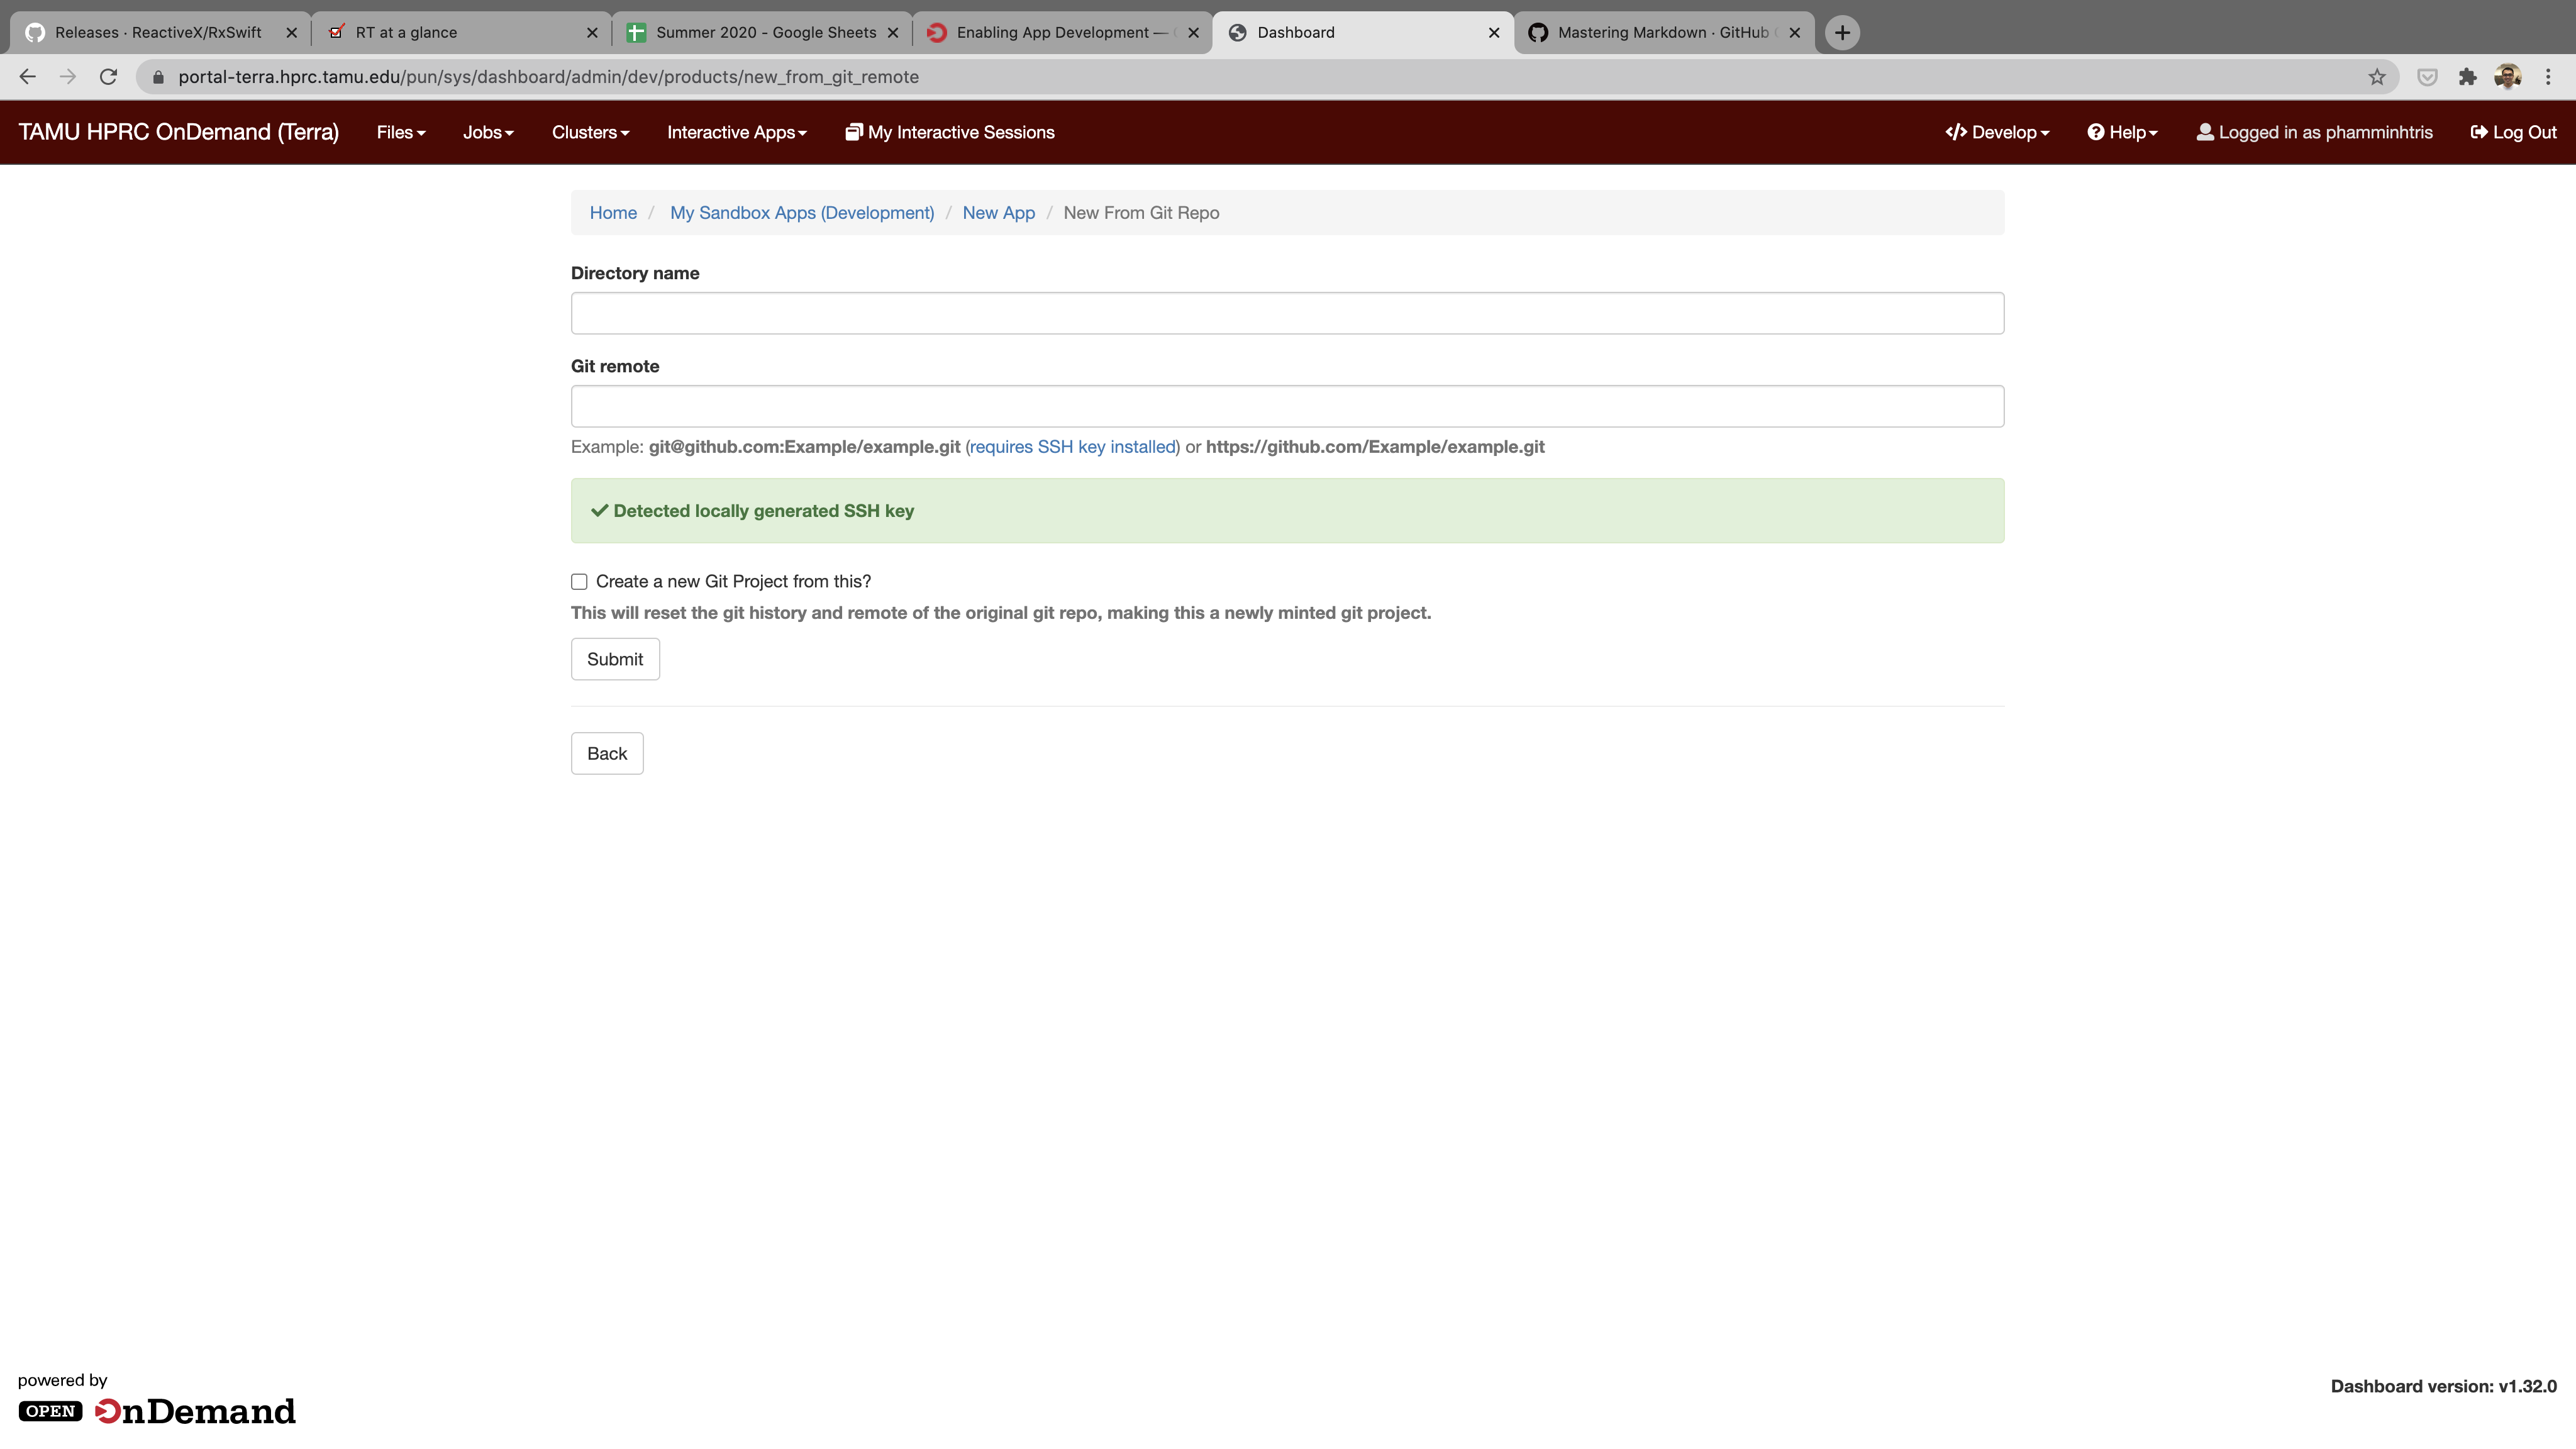 Releases · ReactiveX/RxSwift
RT at a glance
Summer 2020 - Google Sheets
Enabling App Development —
Dashboard
Mastering Markdown · GitHub
portal-terra.hprc.tamu.edu/pun/sys/dashboard/admin/dev/products/new_from_git_remote
TAMU HPRC OnDemand (Terra) Files Jobs Clusters Interactive Apps My Interactive Sessions Develop Help Logged in as phamminhtris Log Out
Home / My Sandbox Apps (Development) / New App / New From Git Repo
Directory name
Git remote
Example: git@github.com:Example/example.git (requires SSH key installed) or https://github.com/Example/example.git
Detected locally generated SSH key
Create a new Git Project from this?
This will reset the git history and remote of the original git repo, making this a newly minted git project.
Submit
Back
powered by
OPEN OnDemand
Dashboard version: v1.32.0